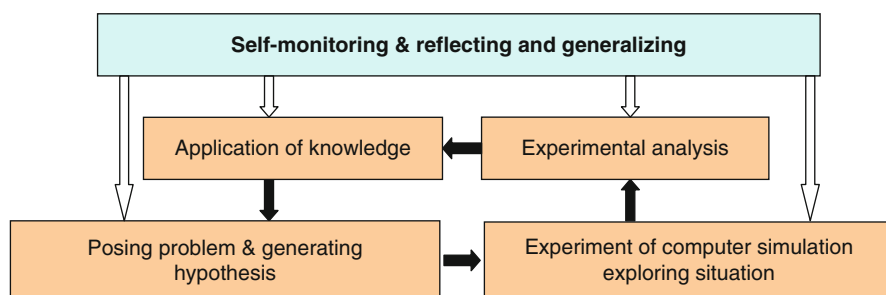 Self-monitoring & reflecting and generalizing
Application of knowledge
Experimental analysis
Posing problem & generating
hypothesis
Experiment of computer simulation
exploring situation